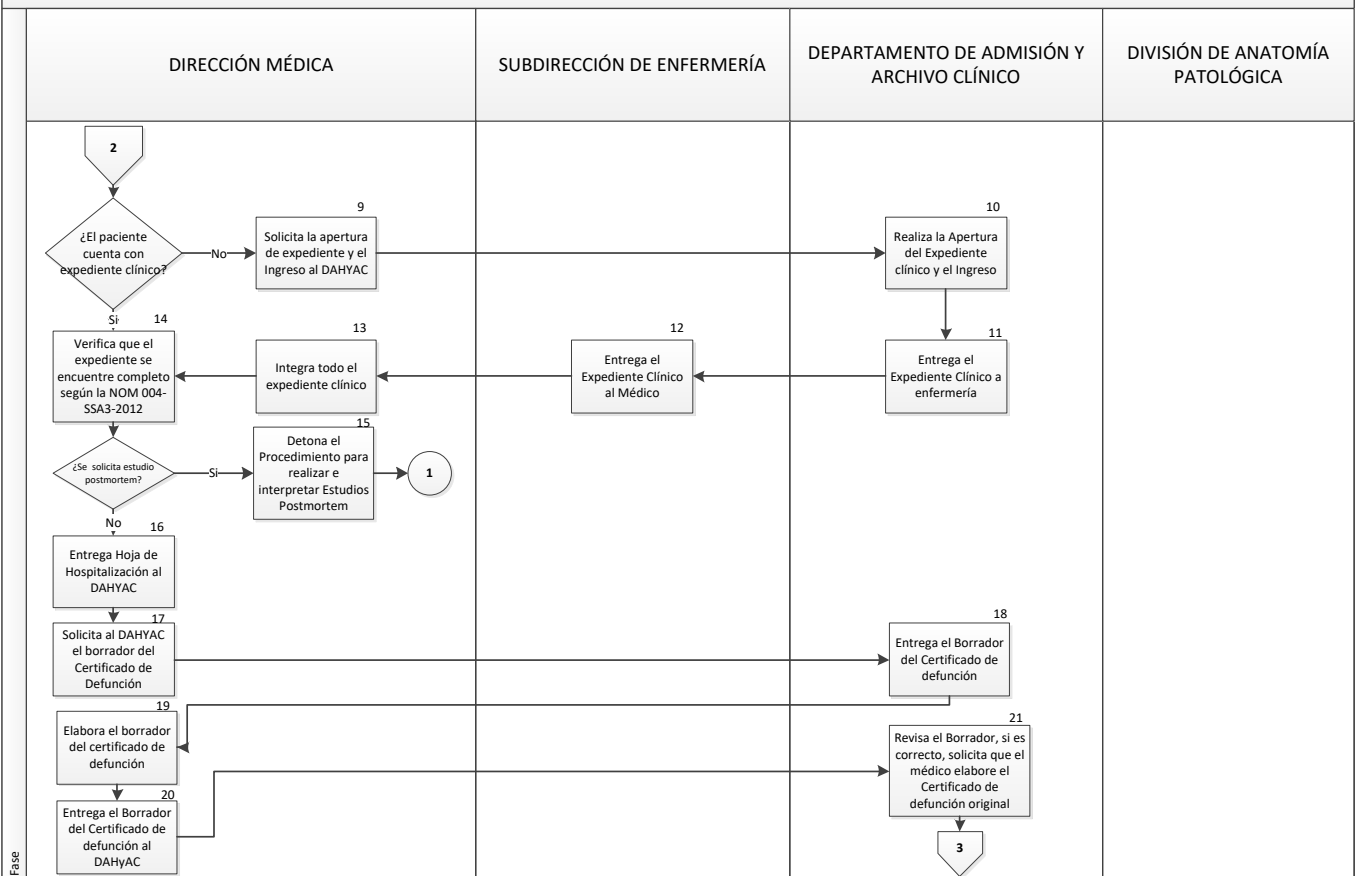 DIRECCIÓN MÉDICA
SUBDIRECCIÓN DE ENFERMERÍA
DEPARTAMENTO DE ADMISIÓN Y
ARCHIVO CLÍNICO
DIVISIÓN DE ANATOMÍA
PATOLÓGICA
2
¿El paciente
cuenta con
expediente clínico?
No
9
Solicita la apertura
de expediente y el
Ingreso al DAHYAC
10
Realiza la Apertura
del Expediente
clínico y el Ingreso
Si
14
Verifica que el
expediente se
encuentre completo
según la NOM 004-
SSA3-2012
13
Integra todo el
expediente clínico
12
Entrega el
Expediente Clínico
al Médico
11
Entrega el
Expediente Clínico a
enfermería
¿Se solicita estudio
postmortem?
Si
15
Detona el
Procedimiento para
realizar e
interpretar Estudios
Postmortem
1
No
16
Entrega Hoja de
Hospitalización al
DAHYAC
17
Solicita al DAHYAC
el borrador del
Certificado de
Defunción
18
Entrega el Borrador
del Certificado de
defunción
19
Elabora el borrador
del certificado de
defunción
20
Entrega el Borrador
del Certificado de
defunción al
DAHyAC
21
Revisa el Borrador, si es
correcto, solicita que el
médico elabore el
Certificado de
defunción original
3
Fase